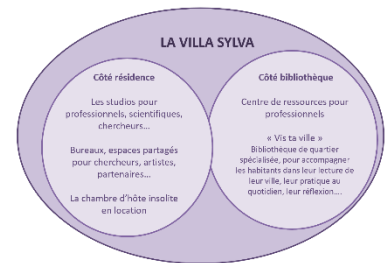 LA VILLA SYLVA
Côté résidence
Les studios pour
professionnels, scientifiques,
chercheurs...
Bureaux, espaces partagés
pour chercheurs, artistes,
partenaires...
La chambre d'hôte insolite
en location
Côté bibliothèque
Centre de ressources pour
professionnels
« Vis ta ville »
Bibliothèque de quartier
spécialisée, pour accompagner
les habitants dans leur lecture de
leur ville, leur pratique au
quotidien, leur réflexion....